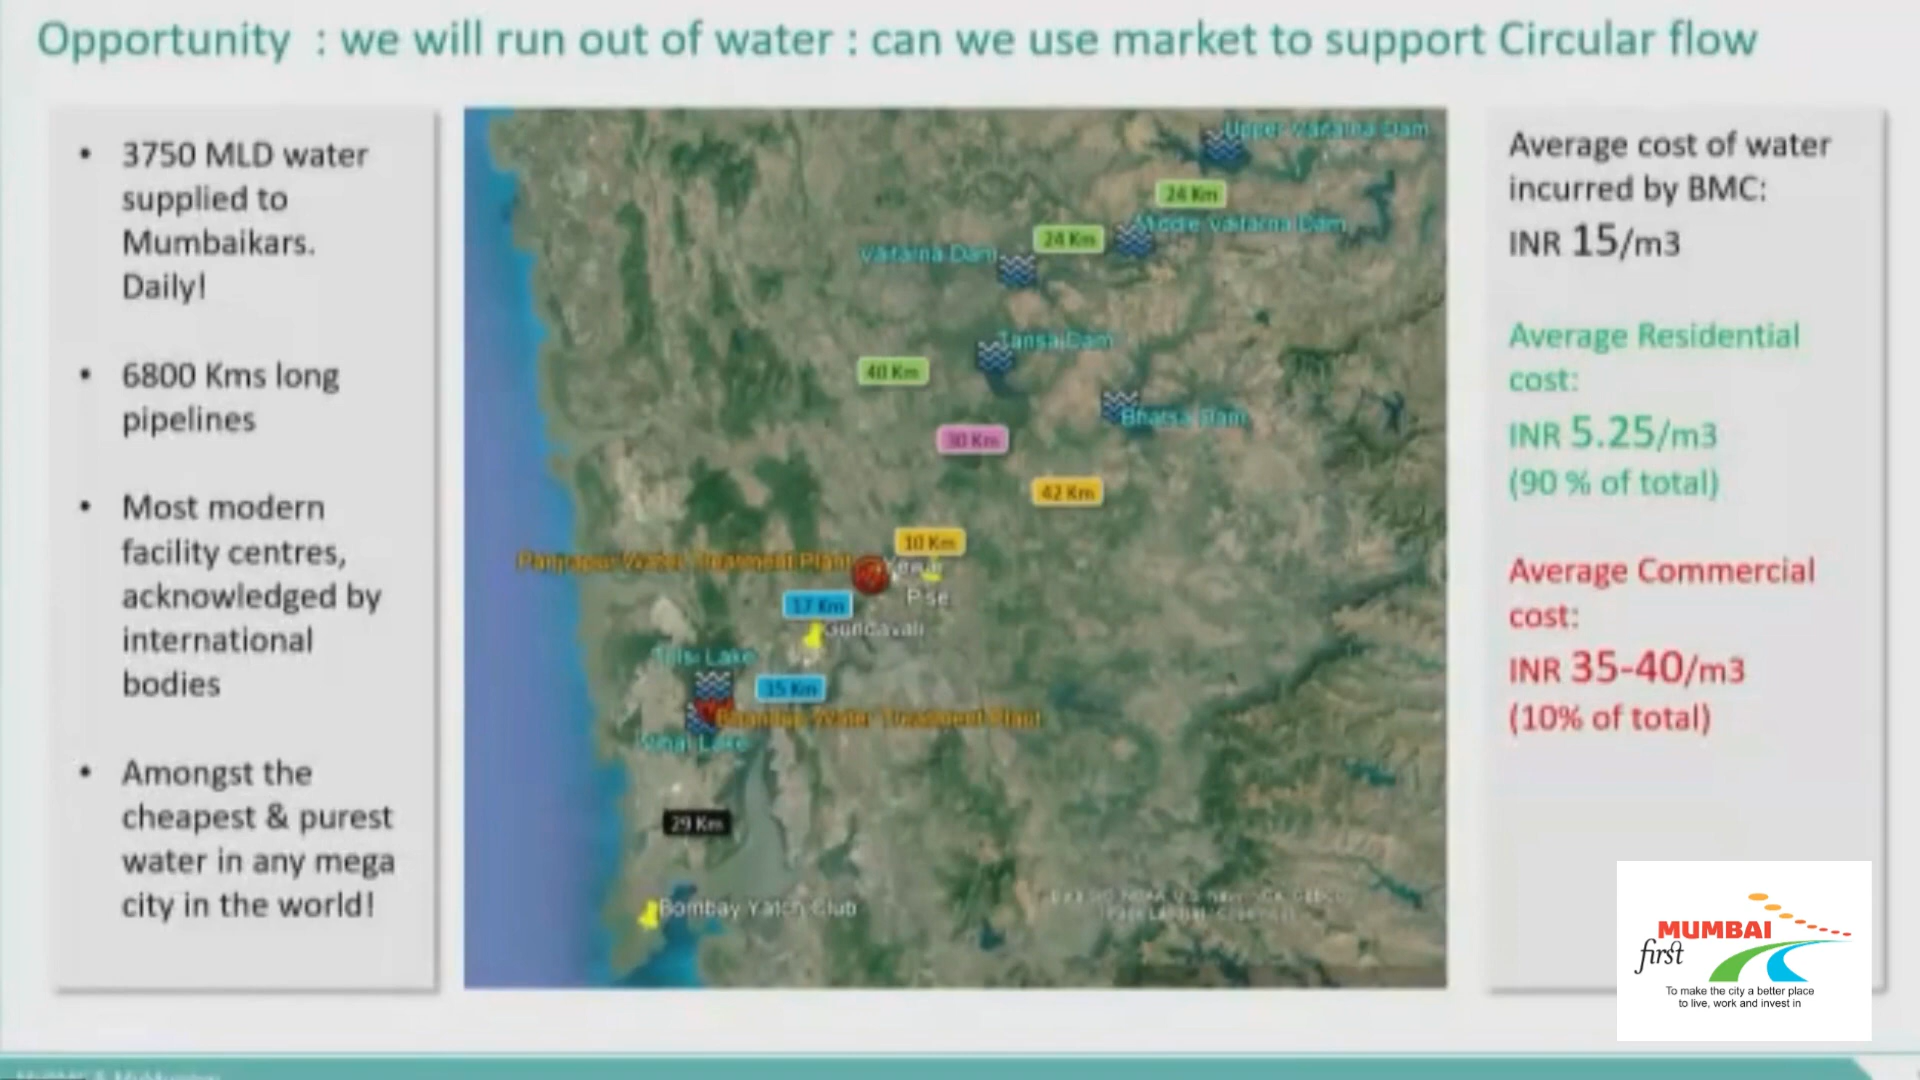 Opportunity : we will run out of water : can we use market to support Circular flow
• 3750 MLD water
supplied to
Mumbaikars.
Daily!
• 6800 Kms long
pipelines
• Most modern
facility centres,
acknowledged by
international
bodies
• Amongst the
cheapest & purest
water in any mega
city in the world!
Upper Vaitarna Dam
24 Km
Middle Vaitarna Dam
24 Km
Vaitarna Dam
Tansa Dam
40 Km
Bhatsa Dam
30 Km
42 Km
10 Km
Panjrapur Water Treatment Plant
Pise
17 Km
Gundavali
Tulsi Lake
15 Km
Bhandup Water Treatment Plant
Vihar Lake
29 Km
Bombay Yatch Club
Average cost of water
incurred by BMC:
INR 15/m3
Average Residential
cost:
INR 5.25/m3
(90 % of total)
Average Commercial
cost:
INR 35-40/m3
(10% of total)
MUMBAI
first
To make the city a better place
to live, work and invest in